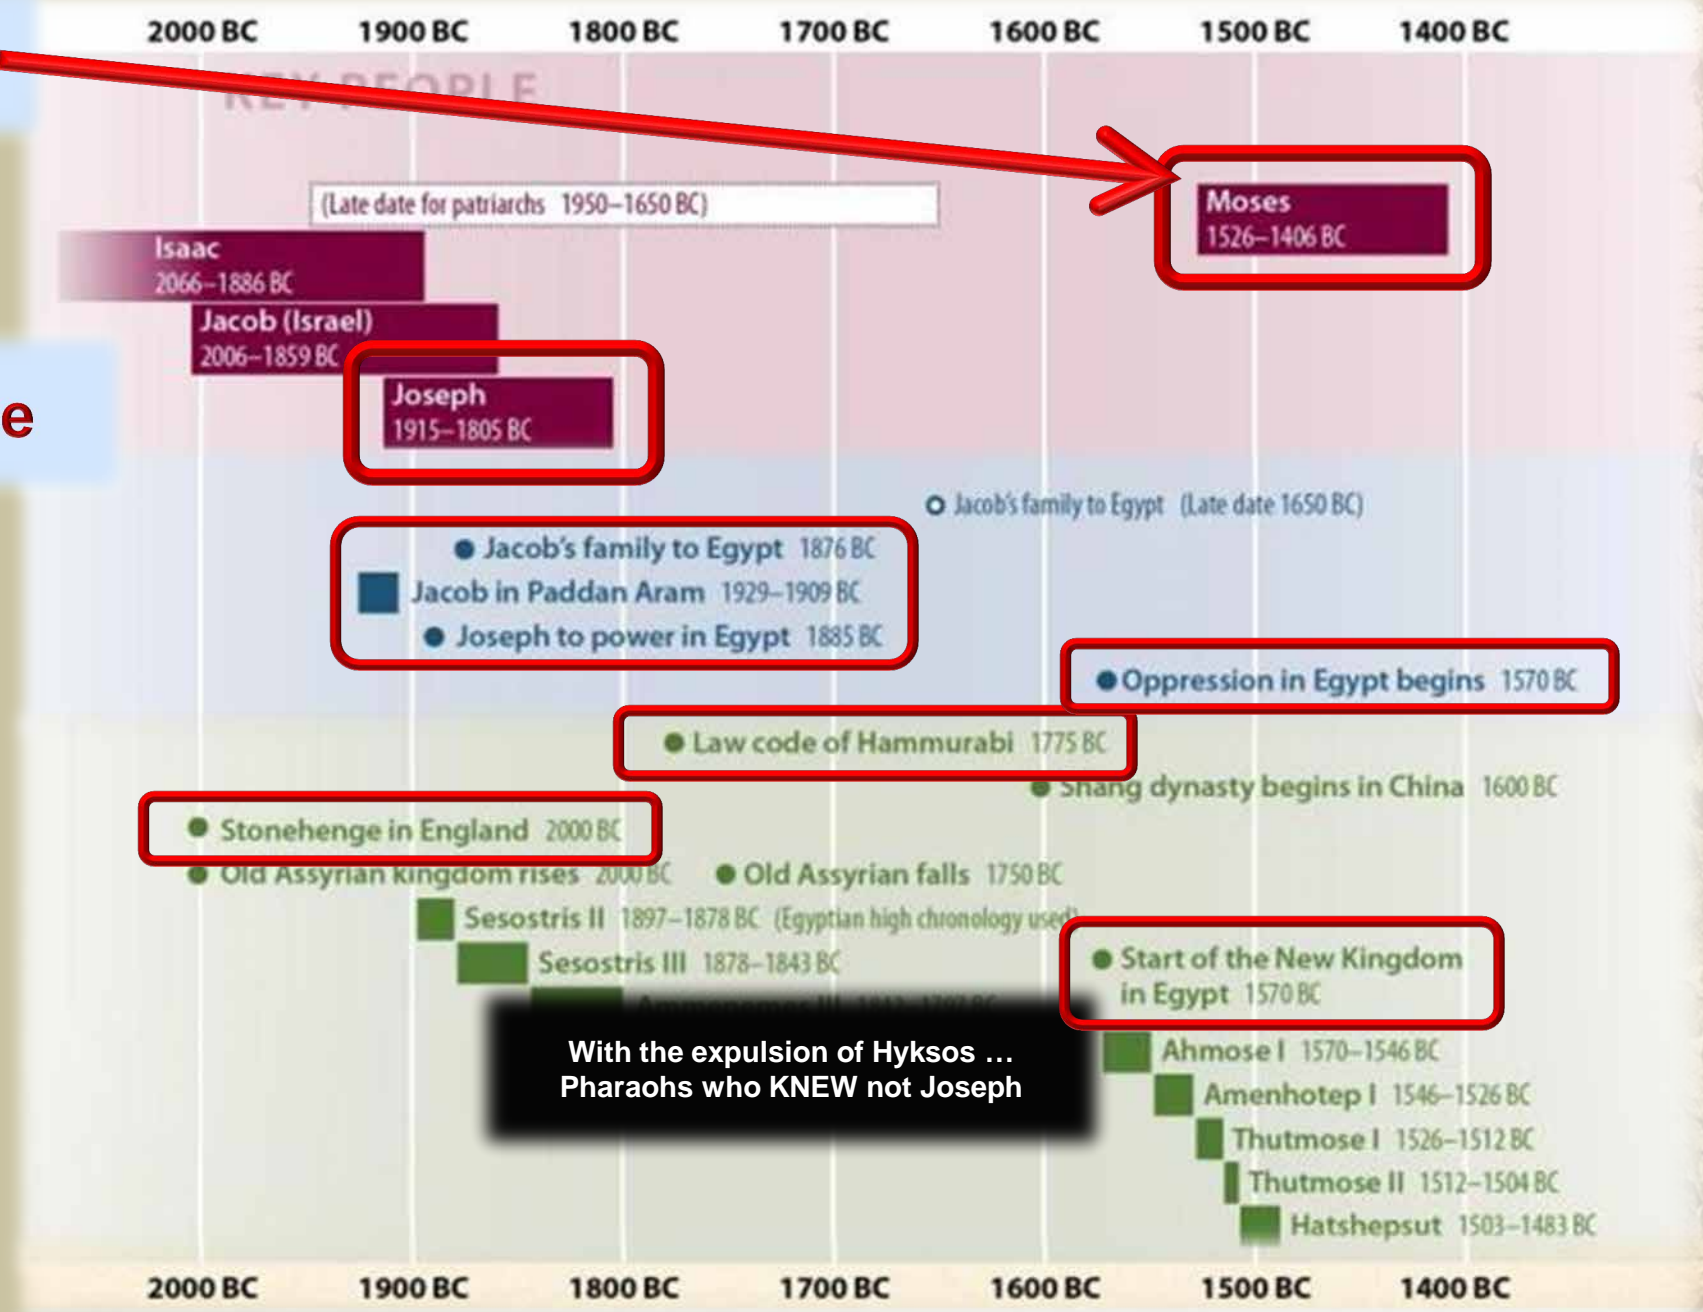 2000 BC 1900 BC 1800 BC 1700 BC 1600 BC 1500 BC 1400 BC
KEY PEOPLE
(Late date for patriarchs 1950–1650 BC)
Moses
1526–1406 BC
Isaac
2066–1886 BC
Jacob (Israel)
2006–1859 BC
Joseph
1915–1805 BC
e
Jacob's family to Egypt (Late date 1650 BC)
Jacob's family to Egypt 1876 BC
Jacob in Paddan Aram 1929–1909 BC
Joseph to power in Egypt 1885 BC
Oppression in Egypt begins 1570 BC
Law code of Hammurabi 1775 BC
Shang dynasty begins in China 1600 BC
Stonehenge in England 2000 BC
Old Assyrian kingdom rises 2000 BC
Old Assyrian falls 1750 BC
Sesostris II 1897–1878 BC (Egyptian high chronology used)
Sesostris III 1878–1843 BC
Start of the New Kingdom
in Egypt 1570 BC
With the expulsion of Hyksos …
Pharaohs who KNEW not Joseph
Ahmose I 1570–1546 BC
Amenhotep I 1546–1526 BC
Thutmose I 1526–1512 BC
Thutmose II 1512–1504 BC
Hatshepsut 1503–1483 BC
2000 BC 1900 BC 1800 BC 1700 BC 1600 BC 1500 BC 1400 BC